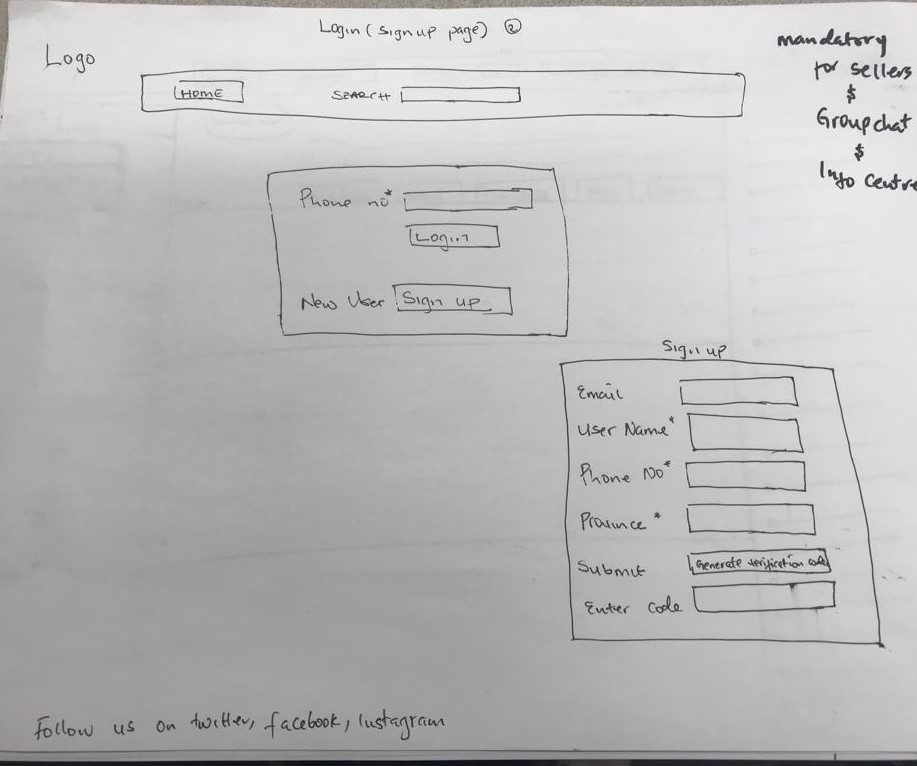 Login (Sign up page) ②
Logo
mandatory
for sellers
$
Group chat
$
Info Centre
HOME SEARCH
Phone no*
Login
New User Sign up
Sign up
Email
User Name*
Phone No*
Province *
Submit Generate verification code
Enter Code
Follow us on twitter, facebook, Instagram